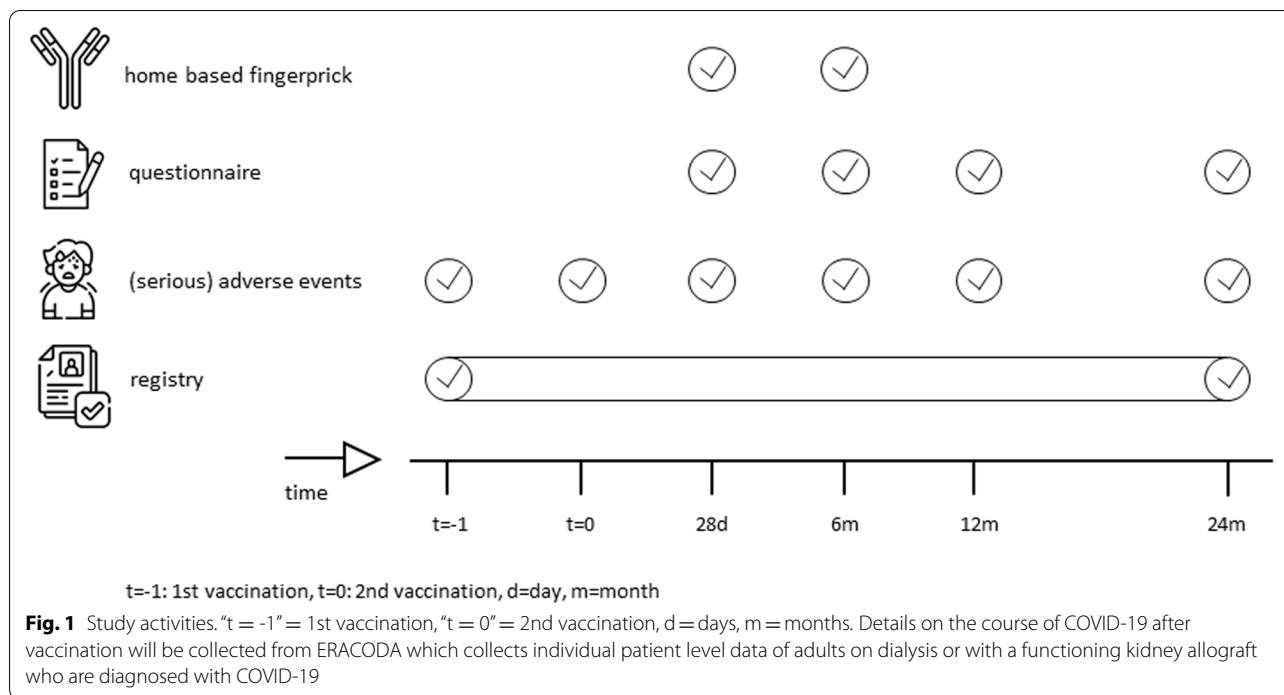 home based fingerprick
questionnaire
(serious) adverse events
registry
time
t=-1 t=0 28d 6m 12m 24m
t=-1: 1st vaccination, t=0: 2nd vaccination, d=day, m=month
Fig. 1 Study activities. “t = -1” = 1st vaccination, “t = 0” = 2nd vaccination, d = days, m = months. Details on the course of COVID-19 after
vaccination will be collected from ERACODA which collects individual patient level data of adults on dialysis or with a functioning kidney allograft
who are diagnosed with COVID-19